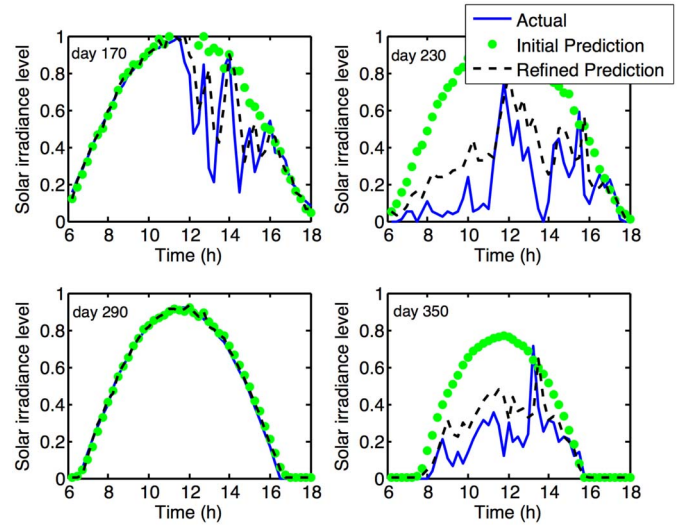 Actual
Initial Prediction
Refined Prediction
day 170
Solar irradiance level
1
0.8
0.6
0.4
0.2
0
6 8 10 12 14 16 18
Time (h)
day 230
Solar irradiance level
1
0.8
0.6
0.4
0.2
0
6 8 10 12 14 16 18
Time (h)
day 290
Solar irradiance level
1
0.8
0.6
0.4
0.2
0
6 8 10 12 14 16 18
Time (h)
day 350
Solar irradiance level
1
0.8
0.6
0.4
0.2
0
6 8 10 12 14 16 18
Time (h)